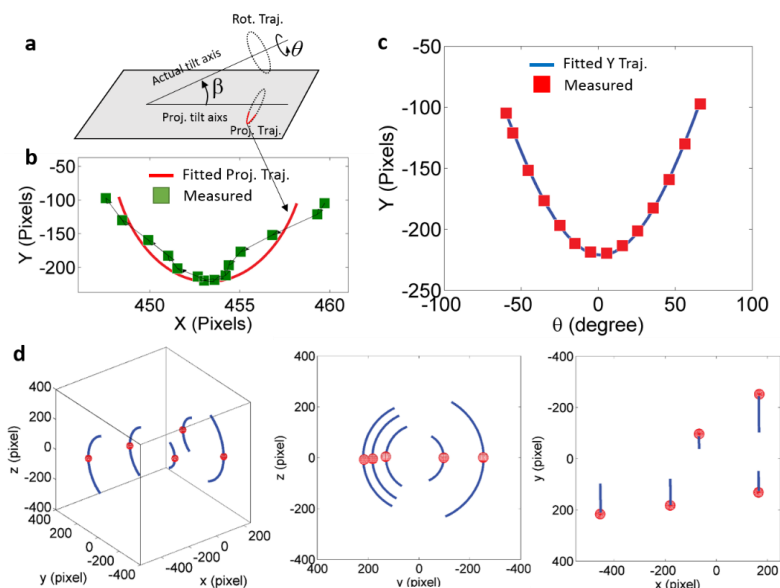 a
Rot. Traj.
θ
Actual tilt axis
β
Proj. tilt aixs
Proj. Traj.
b
-50
-100
-150
-200
Y (Pixels)
Fitted Proj. Traj.
Measured
450
455
460
X (Pixels)
c
-50
-100
-150
-200
-250
Y (Pixels)
Fitted Y Traj.
Measured
-100
-50
0
50
100
θ (degree)
d
400
200
0
-200
-400
z (pixel)
400
200
0
-200
-400
y (pixel)
-400
-200
0
200
x (pixel)
400
200
0
-200
-400
z (pixel)
400
200
0
-200
-400
y (pixel)
-400
-200
0
200
400
y (pixel)
-400
-200
0
200
x (pixel)